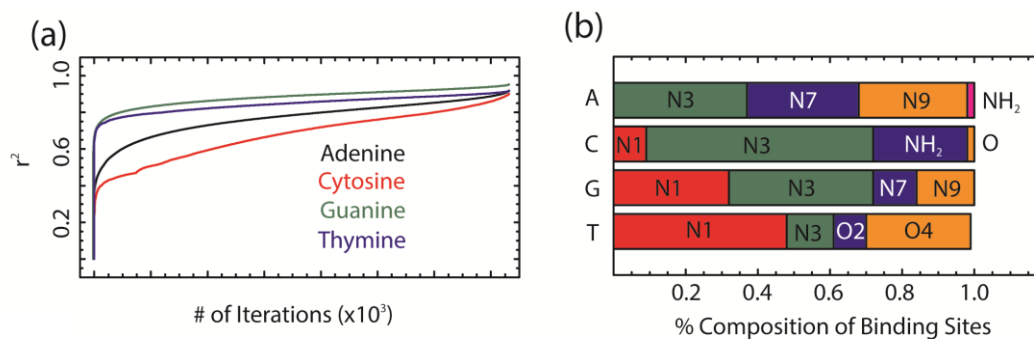 (a)
1.0
0.6
0.2
r²
Adenine
Cytosine
Guanine
Thymine
# of Iterations (x10³)
(b)
A N3 N7 N9 NH₂
C N1 N3 NH₂ O
G N1 N3 N7 N9
T N1 N3 O2 O4
0.2 0.4 0.6 0.8 1.0
% Composition of Binding Sites